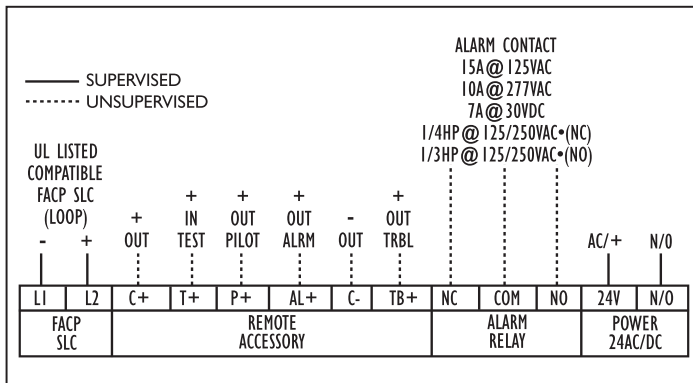 ALARM CONTACT
15A@125VAC
10A@277VAC
7A@30VDC
1/4HP@125/250VAC•(NC)
1/3HP@125/250VAC•(NO)
SUPERVISED
UNSUPERVISED
UL LISTED
COMPATIBLE
FACP SLC
(LOOP)
- +
+ OUT
+ IN TEST
+ OUT PILOT
+ OUT ALRM
- OUT
+ OUT TRBL
AC/+ N/O
L1 L2 C+ T+ P+ AL+ C- TB+ NC COM NO 24V N/O
FACP SLC
REMOTE ACCESSORY
ALARM RELAY
POWER 24AC/DC